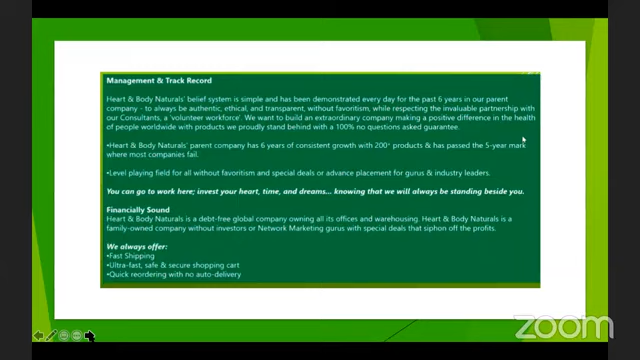 Management & Track Record
Heart & Body Naturals' belief system is simple and has been demonstrated every day for the past 6 years in our parent
company - to always be authentic, ethical, and transparent, without favoritism, while respecting the invaluable partnership with
our Consultants, a 'volunteer workforce'. We want to build an extraordinary company making a positive difference in the health
of people worldwide with products we proudly stand behind with a 100% no questions asked guarantee.
•Heart & Body Naturals' parent company has 6 years of consistent growth with 200+ products & has passed the 5-year mark
where most companies fail.
•Level playing field for all without favoritism and special deals or advance placement for gurus & industry leaders.
You can go to work here; invest your heart, time, and dreams... knowing that we will always be standing beside you.
Financially Sound
Heart & Body Naturals is a debt-free global company owning all its offices and warehousing. Heart & Body Naturals is a
family-owned company without investors or Network Marketing gurus with special deals that siphon off the profits.
We always offer:
•Fast Shipping
•Ultra-fast, safe & secure shopping cart
•Quick reordering with no auto-delivery
zoom